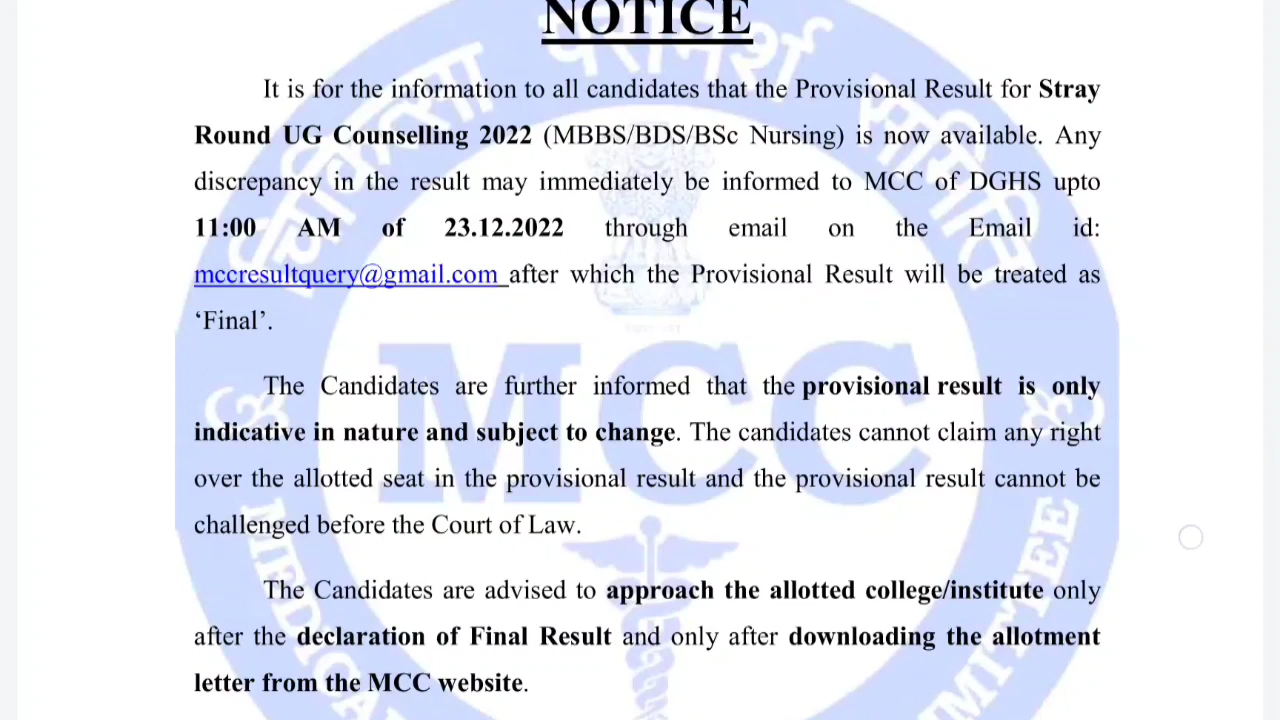 NOTICE
It is for the information to all candidates that the Provisional Result for Stray
Round UG Counselling 2022 (MBBS/BDS/BSc Nursing) is now available. Any
discrepancy in the result may immediately be informed to MCC of DGHS upto
11:00 AM of 23.12.2022 through email on the Email id:
mccresultquery@gmail.com after which the Provisional Result will be treated as
‘Final’.
The Candidates are further informed that the provisional result is only
indicative in nature and subject to change. The candidates cannot claim any right
over the allotted seat in the provisional result and the provisional result cannot be
challenged before the Court of Law.
The Candidates are advised to approach the allotted college/institute only
after the declaration of Final Result and only after downloading the allotment
letter from the MCC website.
MCC